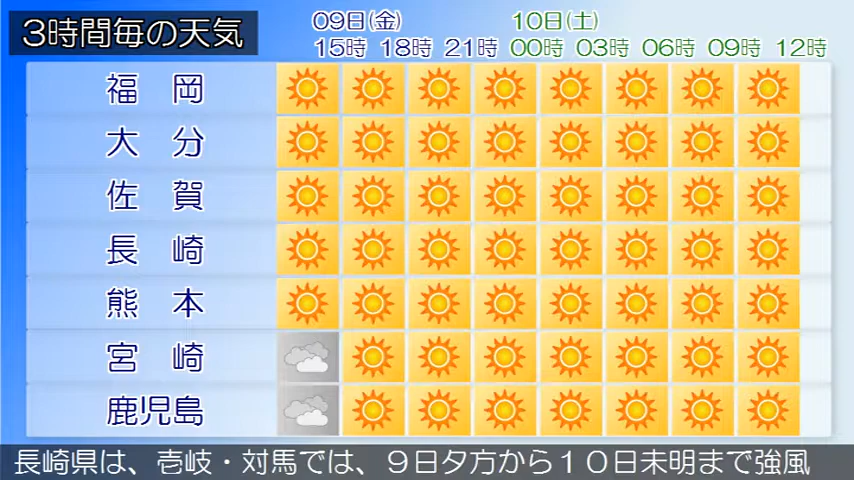 3時間毎の天気
09日(金) 10日(土)
15時 18時 21時 00時 03時 06時 09時 12時
福岡
大分
佐賀
長崎
熊本
宮崎
鹿児島
長崎県は、壱岐・対馬では、９日夕方から１０日未明まで強風